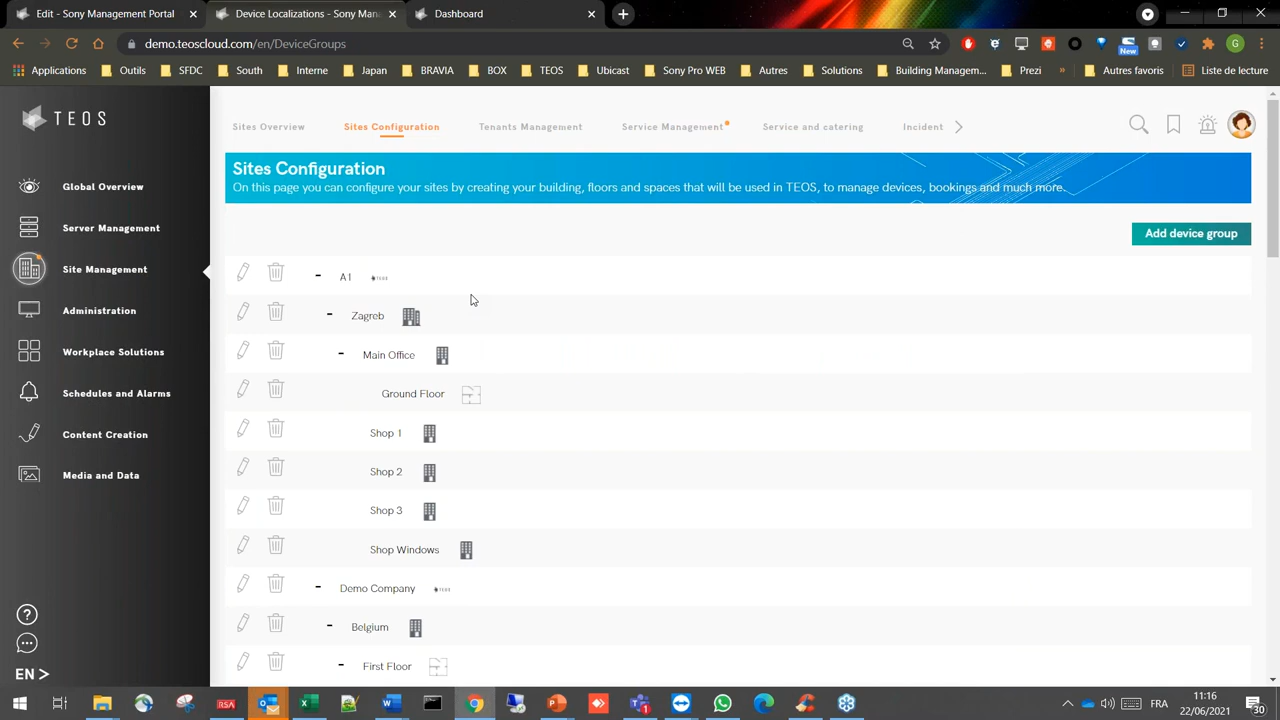 Edit - Sony Management Portal
Device Localizations - Sony Man
Dashboard
demo.teoscloud.com/en/DeviceGroups
G
New
Applications
Outils
SFDC
South
Interne
Japan
BRAVIA
BOX
TEOS
Ubicast
Sony Pro WEB
Autres
Solutions
Building Managem...
Prezi
»
Autres favoris
Liste de lecture
TEOS
Sites Overview
Sites Configuration
Tenants Management
Service Management
Service and catering
Incident
Sites Configuration
On this page you can configure your sites by creating your building, floors and spaces that will be used in TEOS, to manage devices, bookings and much more.
Add device group
Global Overview
Server Management
Site Management
Administration
Workplace Solutions
Schedules and Alarms
Content Creation
Media and Data
EN >
- A1 TEOS
- Zagreb
- Main Office
Ground Floor
Shop 1
Shop 2
Shop 3
Shop Windows
- Demo Company TEOS
- Belgium
- First Floor
RSA
FRA
11:16
22/06/2021
30